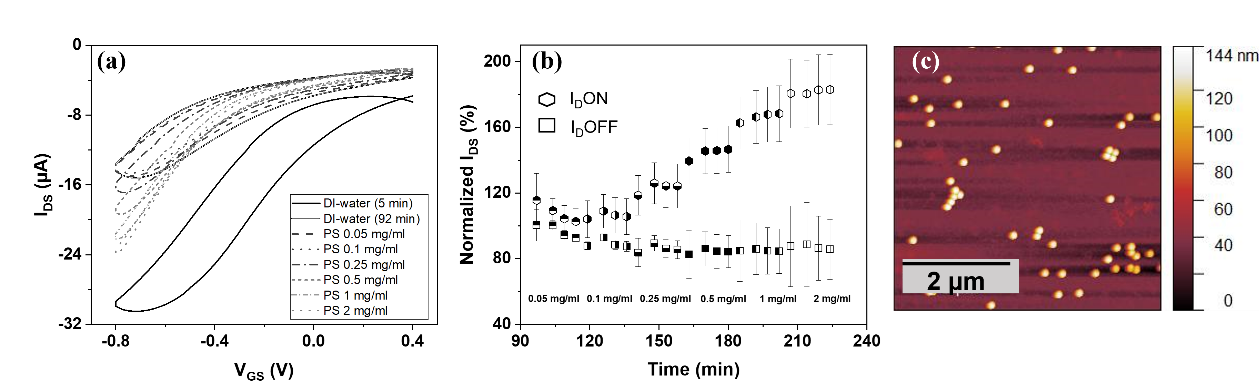 (a)
0
-8
-16
-24
-32
IDS (μA)
-0.8
-0.4
0.0
0.4
VGS (V)
DI-water (5 min)
DI-water (92 min)
PS 0.05 mg/ml
PS 0.1 mg/ml
PS 0.25 mg/ml
PS 0.5 mg/ml
PS 1 mg/ml
PS 2 mg/ml
(b)
200
160
120
80
40
Normalized IDS (%)
IDON
IDOFF
0.05 mg/ml 0.1 mg/ml 0.25 mg/ml 0.5 mg/ml 1 mg/ml 2 mg/ml
90
120
150
180
210
240
Time (min)
(c)
2 μm
144 nm
120
100
80
60
40
0